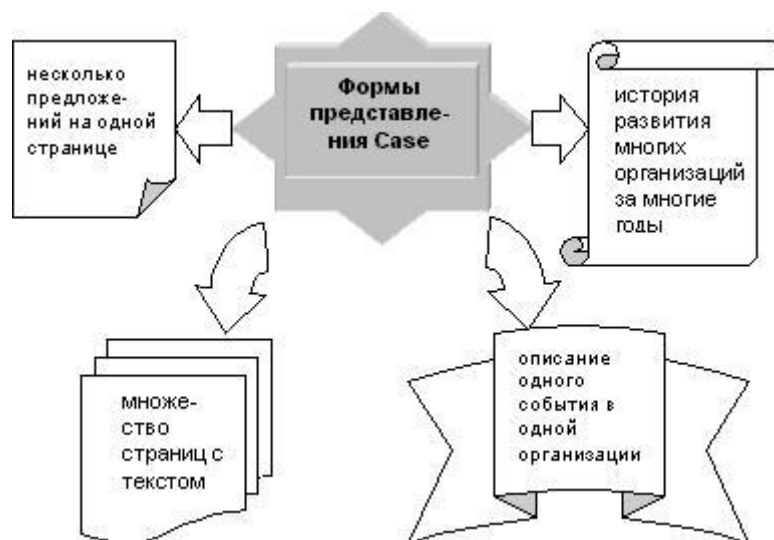 Формы
представле-
ния Case
несколько
предложе-
ний на одной
странице
история
развития
многих
организаций
за многие
годы
множе-
ство
страниц с
текстом
описание
одного
события в
одной
организации